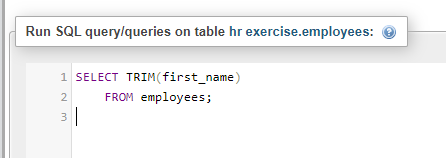 Run SQL query/queries on table hr exercise.employees:
1 SELECT TRIM(first_name)
2 FROM employees;
3